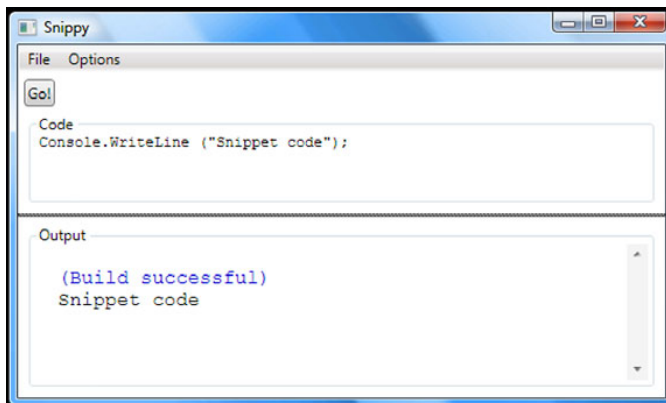 Snippy
File Options
Go!
Code
Console.WriteLine ("Snippet code");
Output
(Build successful)
Snippet code